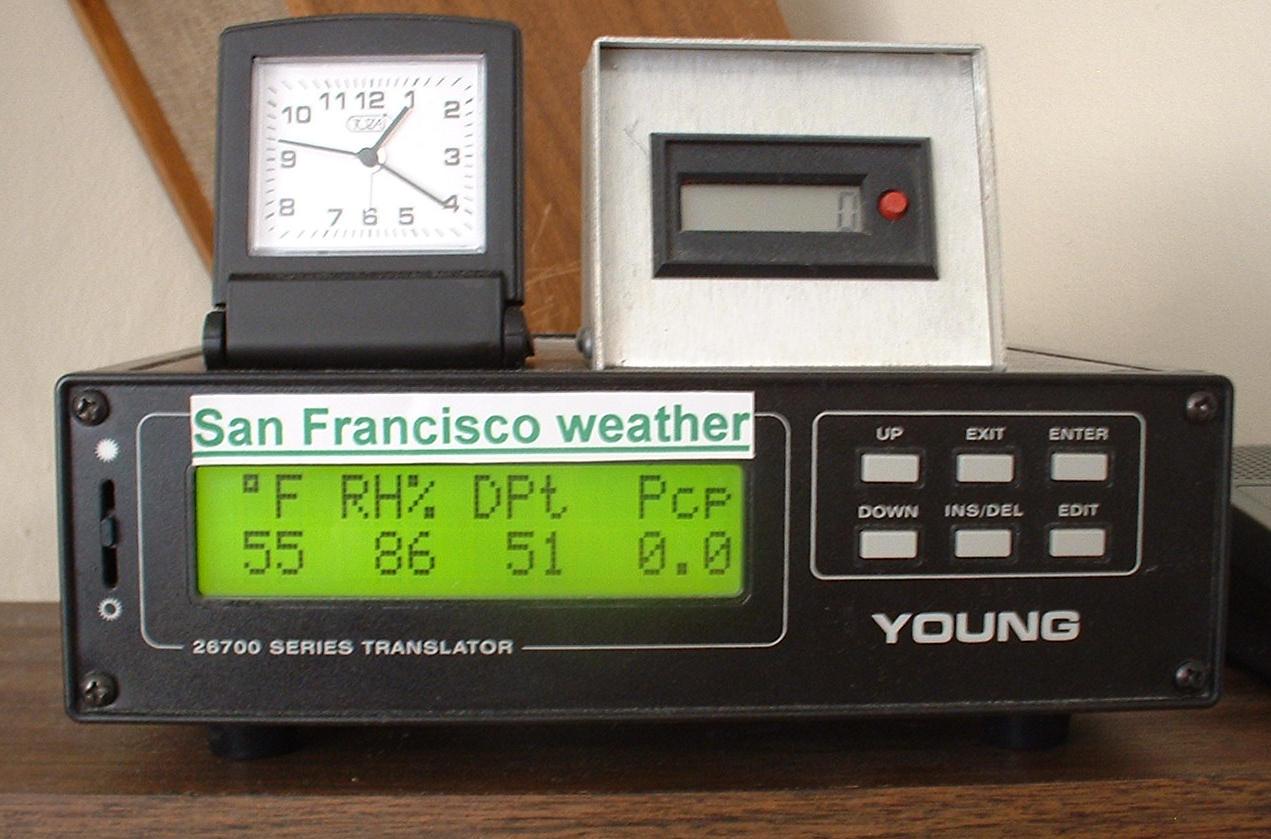 11 12 1
10 2
9 3
8 4
7 6 5
San Francisco weather
°F RH% DPt Pcp
55 86 51 0.0
26700 SERIES TRANSLATOR
UP EXIT ENTER
DOWN INS/DEL EDIT
YOUNG